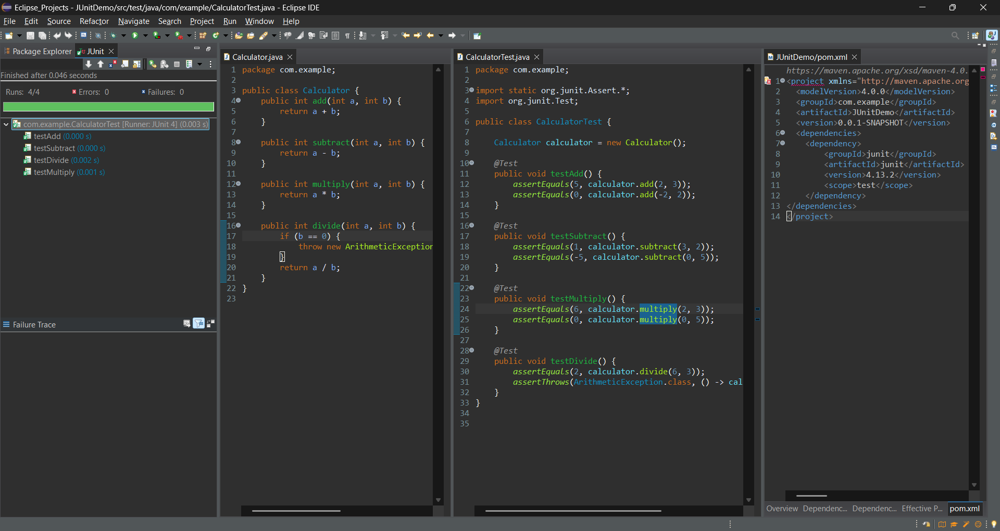 Eclipse_Projects - JUnitDemo/src/test/java/com/example/CalculatorTest.java - Eclipse IDE
File Edit Source Refactor Navigate Search Project Run Window Help
Package Explorer
JUnit
Finished after 0.046 seconds
Runs: 4/4 Errors: 0 Failures: 0
com.example.CalculatorTest [Runner: JUnit 4] (0.003 s)
testAdd (0.000 s)
testSubtract (0.000 s)
testDivide (0.002 s)
testMultiply (0.001 s)
Failure Trace
Calculator.java
1 package com.example;
2
3 public class Calculator {
4 public int add(int a, int b) {
5 return a + b;
6 }
7
8 public int subtract(int a, int b) {
9 return a - b;
10 }
11
12 public int multiply(int a, int b) {
13 return a * b;
14 }
15
16 public int divide(int a, int b) {
17 if (b == 0) {
18 throw new ArithmeticException
19 }
20 return a / b;
21 }
22 }
23
CalculatorTest.java
1 package com.example;
2
3 import static org.junit.Assert.*;
4 import org.junit.Test;
5
6 public class CalculatorTest {
7
8 Calculator calculator = new Calculator();
9
10 @Test
11 public void testAdd() {
12 assertEquals(5, calculator.add(2, 3));
13 assertEquals(0, calculator.add(-2, 2));
14 }
15
16 @Test
17 public void testSubtract() {
18 assertEquals(1, calculator.subtract(3, 2));
19 assertEquals(-5, calculator.subtract(0, 5));
20 }
21
22 @Test
23 public void testMultiply() {
24 assertEquals(6, calculator.multiply(2, 3));
25 assertEquals(0, calculator.multiply(0, 5));
26 }
27
28 @Test
29 public void testDivide() {
30 assertEquals(2, calculator.divide(6, 3));
31 assertThrows(ArithmeticException.class, () -> cal
32 }
33 }
34
35
JUnitDemo/pom.xml
https://maven.apache.org/xsd/maven-4.0.
1 <project xmlns="http://maven.apache.org
2 <modelVersion>4.0.0</modelVersion>
3 <groupId>com.example</groupId>
4 <artifactId>JUnitDemo</artifactId>
5 <version>0.0.1-SNAPSHOT</version>
6 <dependencies>
7 <dependency>
8 <groupId>junit</groupId>
9 <artifactId>junit</artifactId>
10 <version>4.13.2</version>
11 <scope>test</scope>
12 </dependency>
13 </dependencies>
14 </project>
Overview Dependenc... Dependenc... Effective P... pom.xml